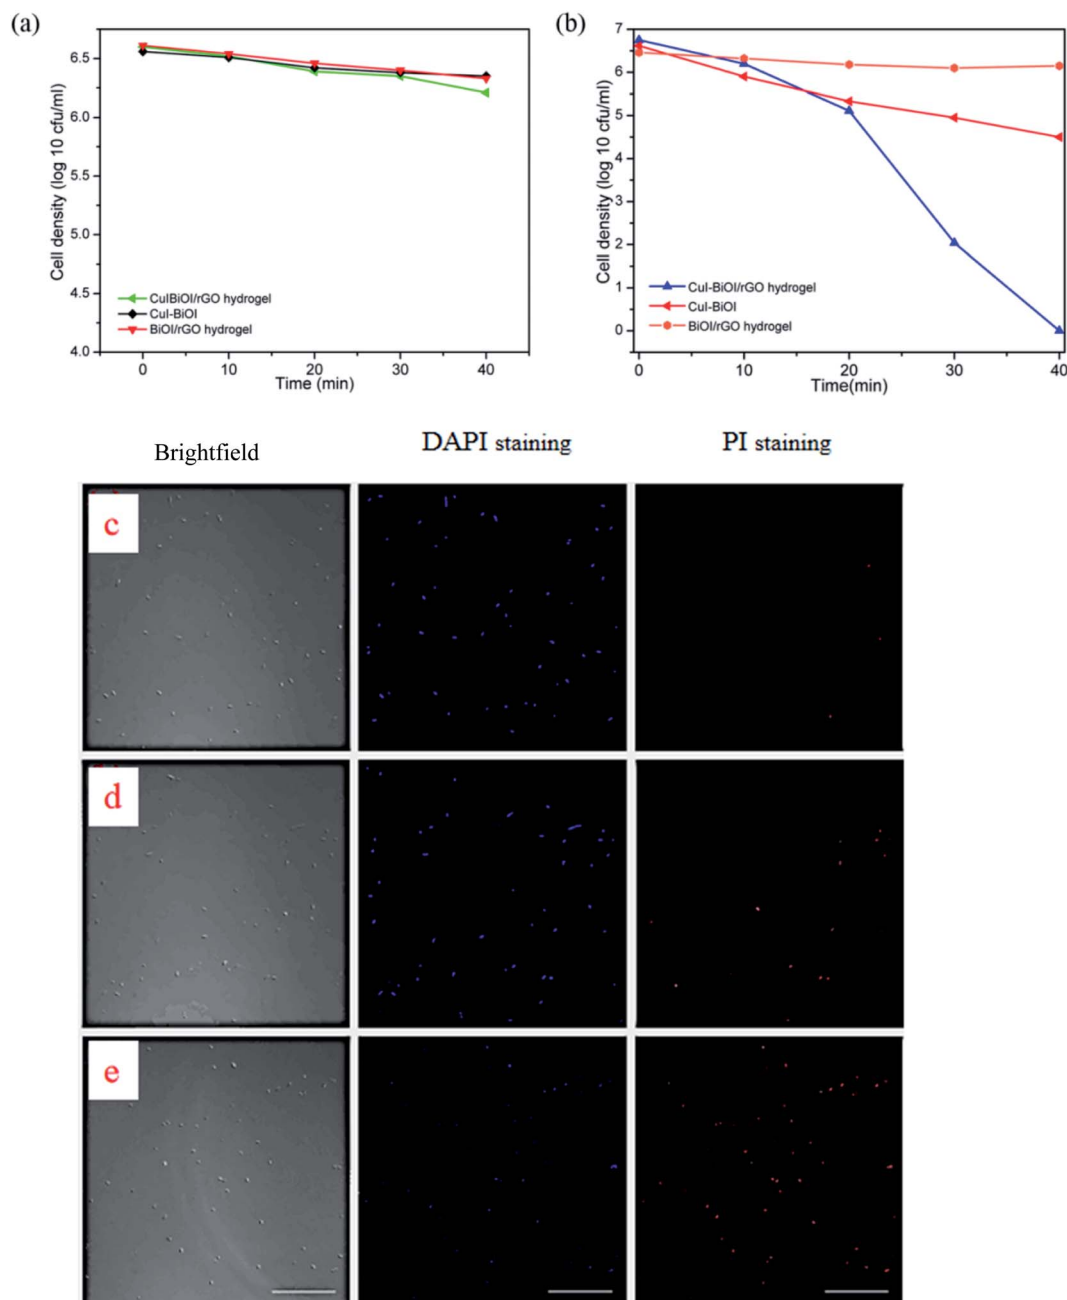 (a)
Cell density (log 10 cfu/ml)
6.5
6.0
5.5
5.0
4.5
4.0
CuIBiOI/rGO hydrogel
CuI-BiOI
BiOI/rGO hydrogel
0 10 20 30 40
Time (min)
(b)
Cell density (log 10 cfu/ml)
7
6
5
4
3
2
1
0
CuI-BiOI/rGO hydrogel
CuI-BiOI
BiOI/rGO hydrogel
0 10 20 30 40
Time(min)
Brightfield DAPI staining PI staining
c
d
e